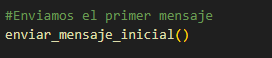 #Enviamos el primer mensaje
enviar_mensaje_inicial()